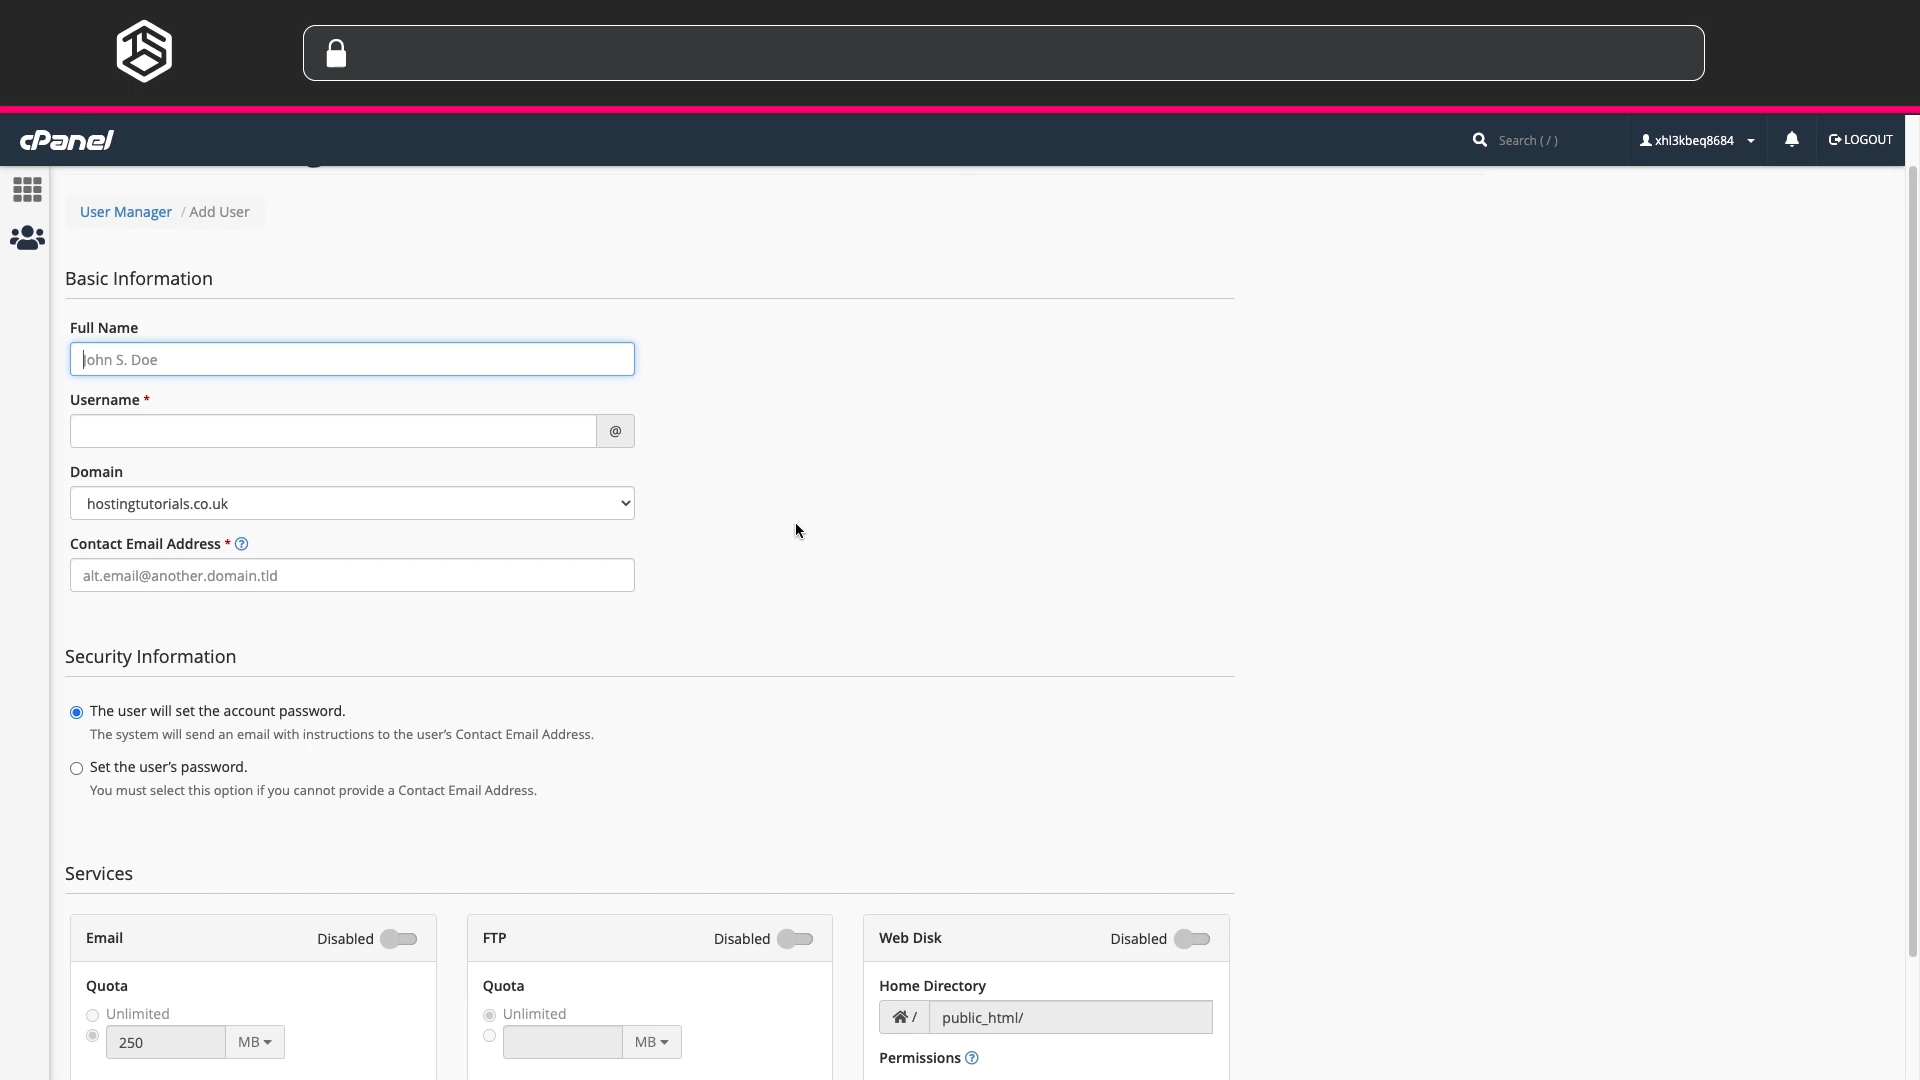 cPanel
Search ( / )
xhl3kbeq8684
LOGOUT
User Manager / Add User
Basic Information
Full Name
John S. Doe
Username *
@
Domain
hostingtutorials.co.uk
Contact Email Address * ?
alt.email@another.domain.tld
Security Information
The user will set the account password.
The system will send an email with instructions to the user's Contact Email Address.
Set the user's password.
You must select this option if you cannot provide a Contact Email Address.
Services
Email Disabled
Quota
Unlimited
250 MB
FTP Disabled
Quota
Unlimited
MB
Web Disk Disabled
Home Directory
/ public_html/
Permissions ?